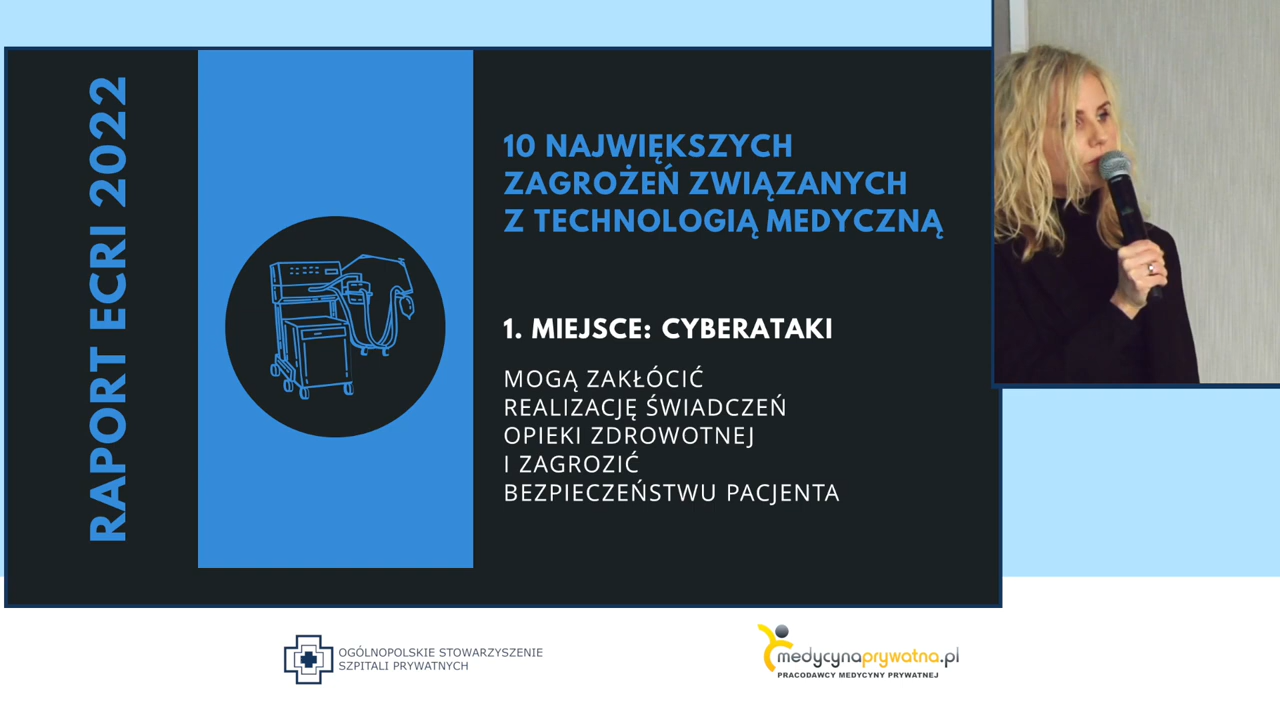 RAPORT ECRI 2022
10 NAJWIĘKSZYCH
ZAGROŻEŃ ZWIĄZANYCH
Z TECHNOLOGIĄ MEDYCZNĄ
1. MIEJSCE: CYBERATAKI
MOGĄ ZAKŁÓCIĆ
REALIZACJĘ ŚWIADCZEŃ
OPIEKI ZDROWOTNEJ
I ZAGROZIĆ
BEZPIECZEŃSTWU PACJENTA
OGÓLNOPOLSKIE STOWARZYSZENIE
SZPITALI PRYWATNYCH
medycynaprywatna.pl
PRACODAWCY MEDYCYNY PRYWATNEJ